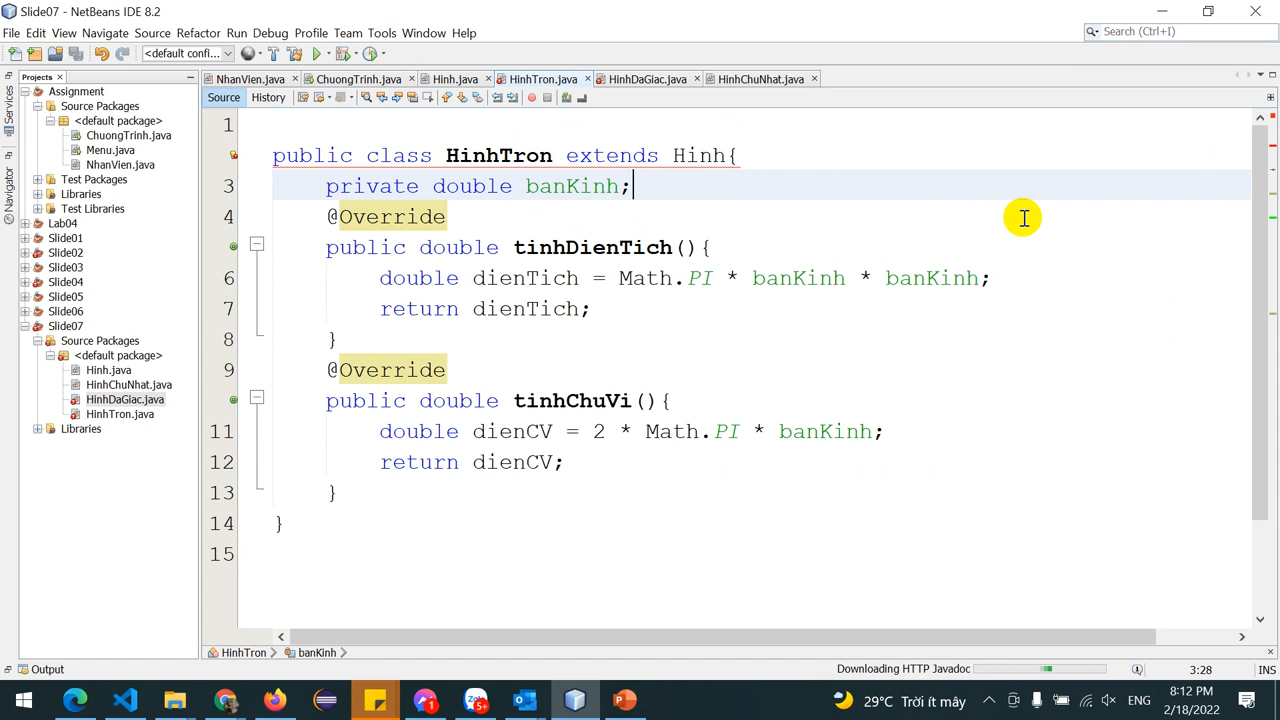 Slide07 - NetBeans IDE 8.2
File Edit View Navigate Source Refactor Run Debug Profile Team Tools Window Help
Search (Ctrl+I)
<default confi...
Projects
NhanVien.java ChuongTrinh.java Hinh.java HinhTron.java HinhDaGiac.java HinhChuNhat.java
Source History
Services
Navigator
Assignment
Source Packages
<default package>
ChuongTrinh.java
Menu.java
NhanVien.java
Test Packages
Libraries
Test Libraries
Lab04
Slide01
Slide02
Slide03
Slide04
Slide05
Slide06
Slide07
Source Packages
<default package>
Hinh.java
HinhChuNhat.java
HinhDaGiac.java
HinhTron.java
Libraries
1
public class HinhTron extends Hinh{
3 private double banKinh;
4 @Override
public double tinhDienTich(){
6 double dienTich = Math.PI * banKinh * banKinh;
7 return dienTich;
8 }
9 @Override
public double tinhChuVi(){
11 double dienCV = 2 * Math.PI * banKinh;
12 return dienCV;
13 }
14 }
15
HinhTron banKinh
Output
Downloading HTTP Javadoc
3:28 INS
1
5+
29°C Trời ít mây
ENG
8:12 PM
2/18/2022